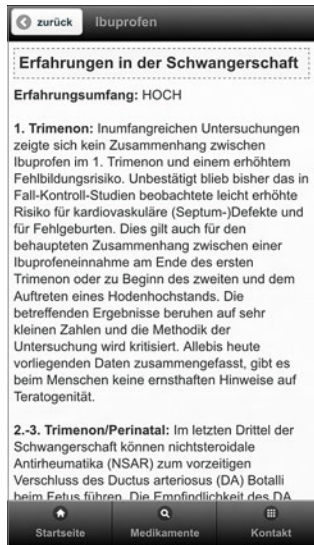 zurück Ibuprofen
Erfahrungen in der Schwangerschaft
Erfahrungsumfang: HOCH
1. Trimenon: Inumfangreichen Untersuchungen
zeigte sich kein Zusammenhang zwischen
Ibuprofen im 1. Trimenon und einem erhöhtem
Fehlbildungsrisiko. Unbestätigt blieb bisher das in
Fall-Kontroll-Studien beobachtete leicht erhöhte
Risiko für kardiovaskuläre (Septum-)Defekte und
für Fehlgeburten. Dies gilt auch für den
behaupteten Zusammenhang zwischen einer
Ibuprofeneinnahme am Ende des ersten
Trimenon oder zu Beginn des zweiten und dem
Auftreten eines Hodenhochstands. Die
betreffenden Ergebnisse beruhen auf sehr
kleinen Zahlen und die Methodik der
Untersuchung wird kritisiert. Allebis heute
vorliegenden Daten zusammengefasst, gibt es
beim Menschen keine ernsthaften Hinweise auf
Teratogenität.
2.-3. Trimenon/Perinatal: Im letzten Drittel der
Schwangerschaft können nichtsteroidale
Antirheumatika (NSAR) zum vorzeitigen
Verschluss des Ductus arteriosus (DA) Botalli
beim Fetus führen. Die Empfindlichkeit des DA
Startseite Medikamente Kontakt